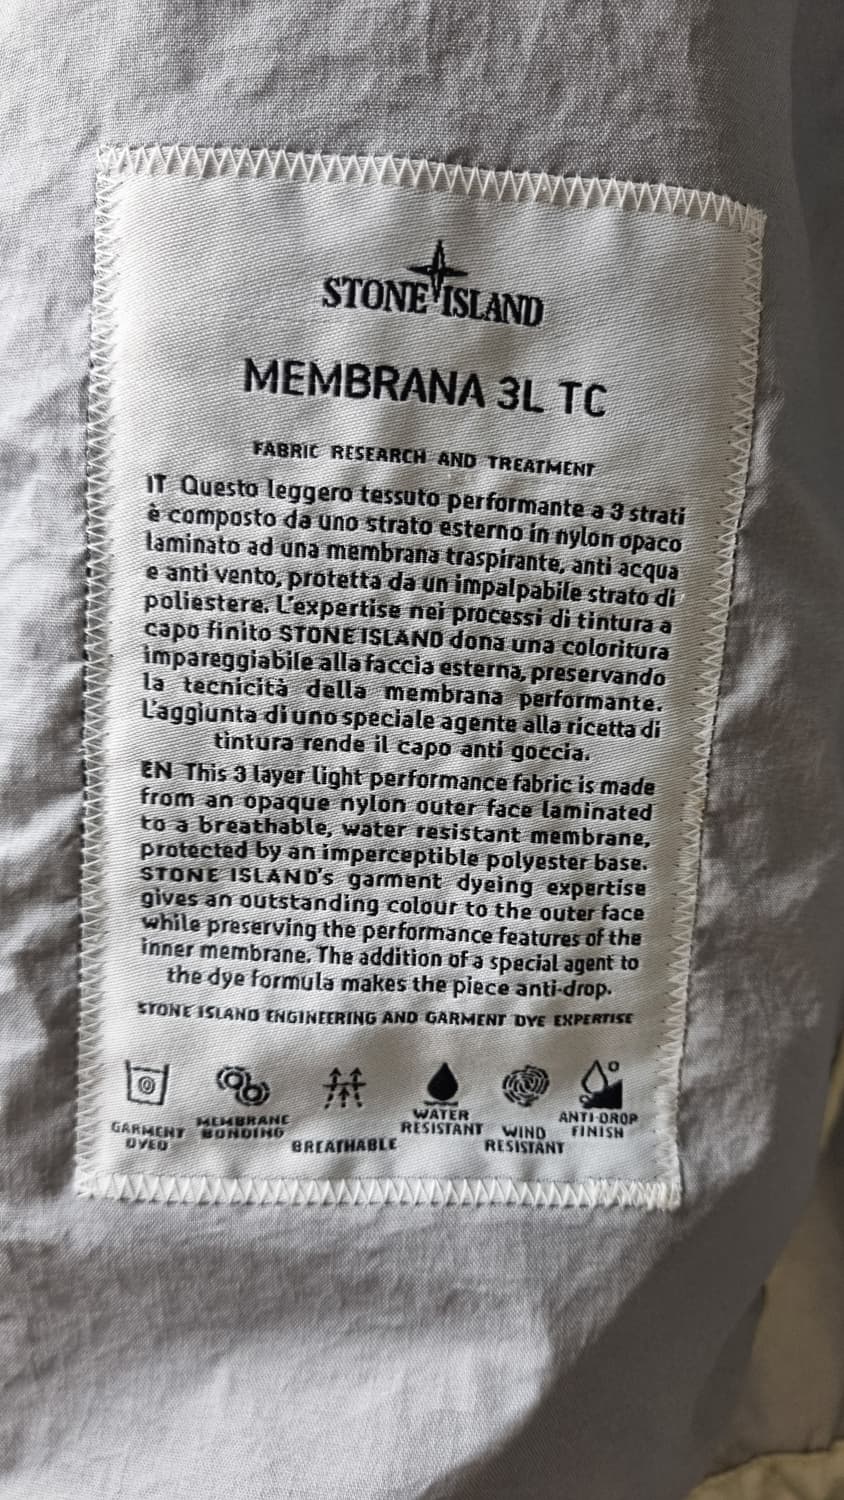 STONE ISLAND
MEMBRANA 3L TC
FABRIC RESEARCH AND TREATMENT
IT Questo leggero tessuto performante a 3 strati
è composto da uno strato esterno in nylon opaco
laminato ad una membrana traspirante, anti acqua
e anti vento, protetta da un impalpabile strato di
poliestere. L'expertise nei processi di tintura a
capo finito STONE ISLAND dona una coloritura
impareggiabile alla faccia esterna, preservando
la tecnicità della membrana performante.
L'aggiunta di uno speciale agente alla ricetta di
tintura rende il capo anti goccia.
EN This 3 layer light performance fabric is made
from an opaque nylon outer face laminated
to a breathable, water resistant membrane,
protected by an imperceptible polyester base.
STONE ISLAND's garment dyeing expertise
gives an outstanding colour to the outer face
while preserving the performance features of the
inner membrane. The addition of a special agent to
the dye formula makes the piece anti-drop.
STONE ISLAND ENGINEERING AND GARMENT DYE EXPERTISE
GARMENT
DYED
MEMBRANE
BONDING
BREATHABLE
WATER
RESISTANT
WIND
RESISTANT
ANTI-DROP
FINISH